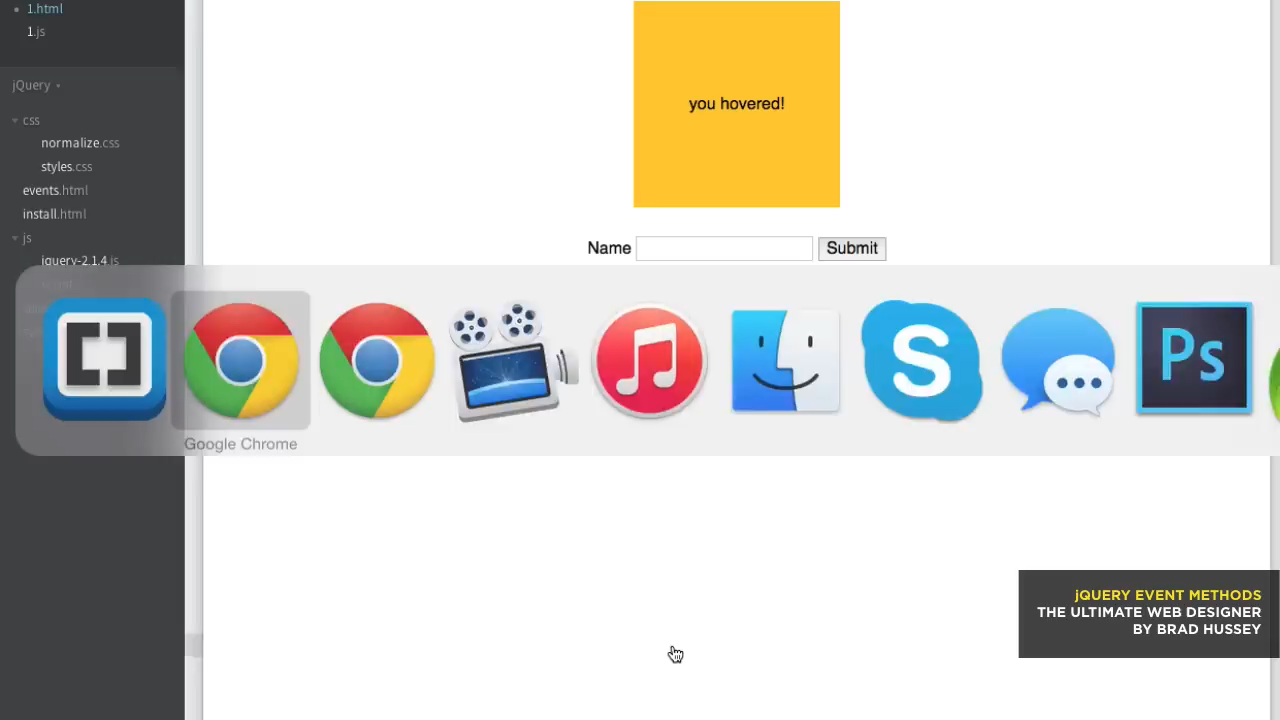 1.html
1.js
jQuery
css
normalize.css
styles.css
events.html
install.html
js
jquery-2.1.4.js
you hovered!
Name
Submit
S
Ps
Google Chrome
jQUERY EVENT METHODS
THE ULTIMATE WEB DESIGNER
BY BRAD HUSSEY